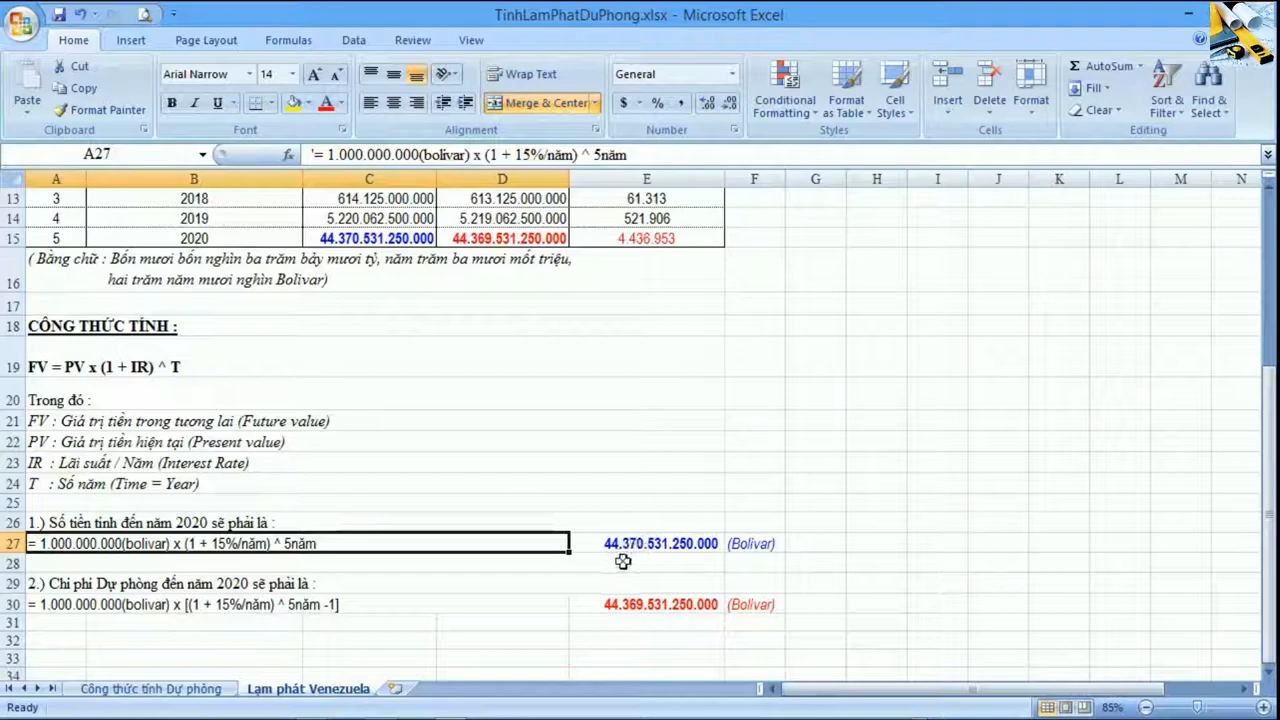 TinhLamPhatDuPhong.xlsx - Microsoft Excel
Home Insert Page Layout Formulas Data Review View
Cut
Copy
Format Painter
Paste
Clipboard
Arial Narrow 14
B I U
Font
Wrap Text
Merge & Center
Alignment
General
$ % ,
Number
Conditional Formatting
Format as Table
Cell Styles
Styles
Insert Delete Format
Cells
AutoSum
Fill
Clear
Sort & Filter
Find & Select
Editing
A27 fx '= 1.000.000.000(bolivar) x (1 + 15%/năm) ^ 5năm
A B C D E F G H I J K L M N
13 3 2018 614.125.000.000 613.125.000.000 61.313
14 4 2019 5.220.062.500.000 5.219.062.500.000 521.906
15 5 2020 44.370.531.250.000 44.369.531.250.000 4.436.953
( Bằng chữ : Bốn mươi bốn nghìn ba trăm bảy mươi tỷ, năm trăm ba mươi mốt triệu,
16 hai trăm năm mươi nghìn Bolivar)
17
18 CÔNG THỨC TÍNH :
19 FV = PV x (1 + IR) ^ T
20 Trong đó :
21 FV : Giá trị tiền trong tương lai (Future value)
22 PV : Giá trị tiền hiện tại (Present value)
23 IR : Lãi suất / Năm (Interest Rate)
24 T : Số năm (Time = Year)
25
26 1.) Số tiền tính đến năm 2020 sẽ phải là :
27 = 1.000.000.000(bolivar) x (1 + 15%/năm) ^ 5năm 44.370.531.250.000 (Bolivar)
28
29 2.) Chi phí Dự phòng đến năm 2020 sẽ phải là :
30 = 1.000.000.000(bolivar) x [(1 + 15%/năm) ^ 5năm -1] 44.369.531.250.000 (Bolivar)
31
32
33
34
Công thức tính Dự phòng Lạm phát Venezuela
Ready 85%